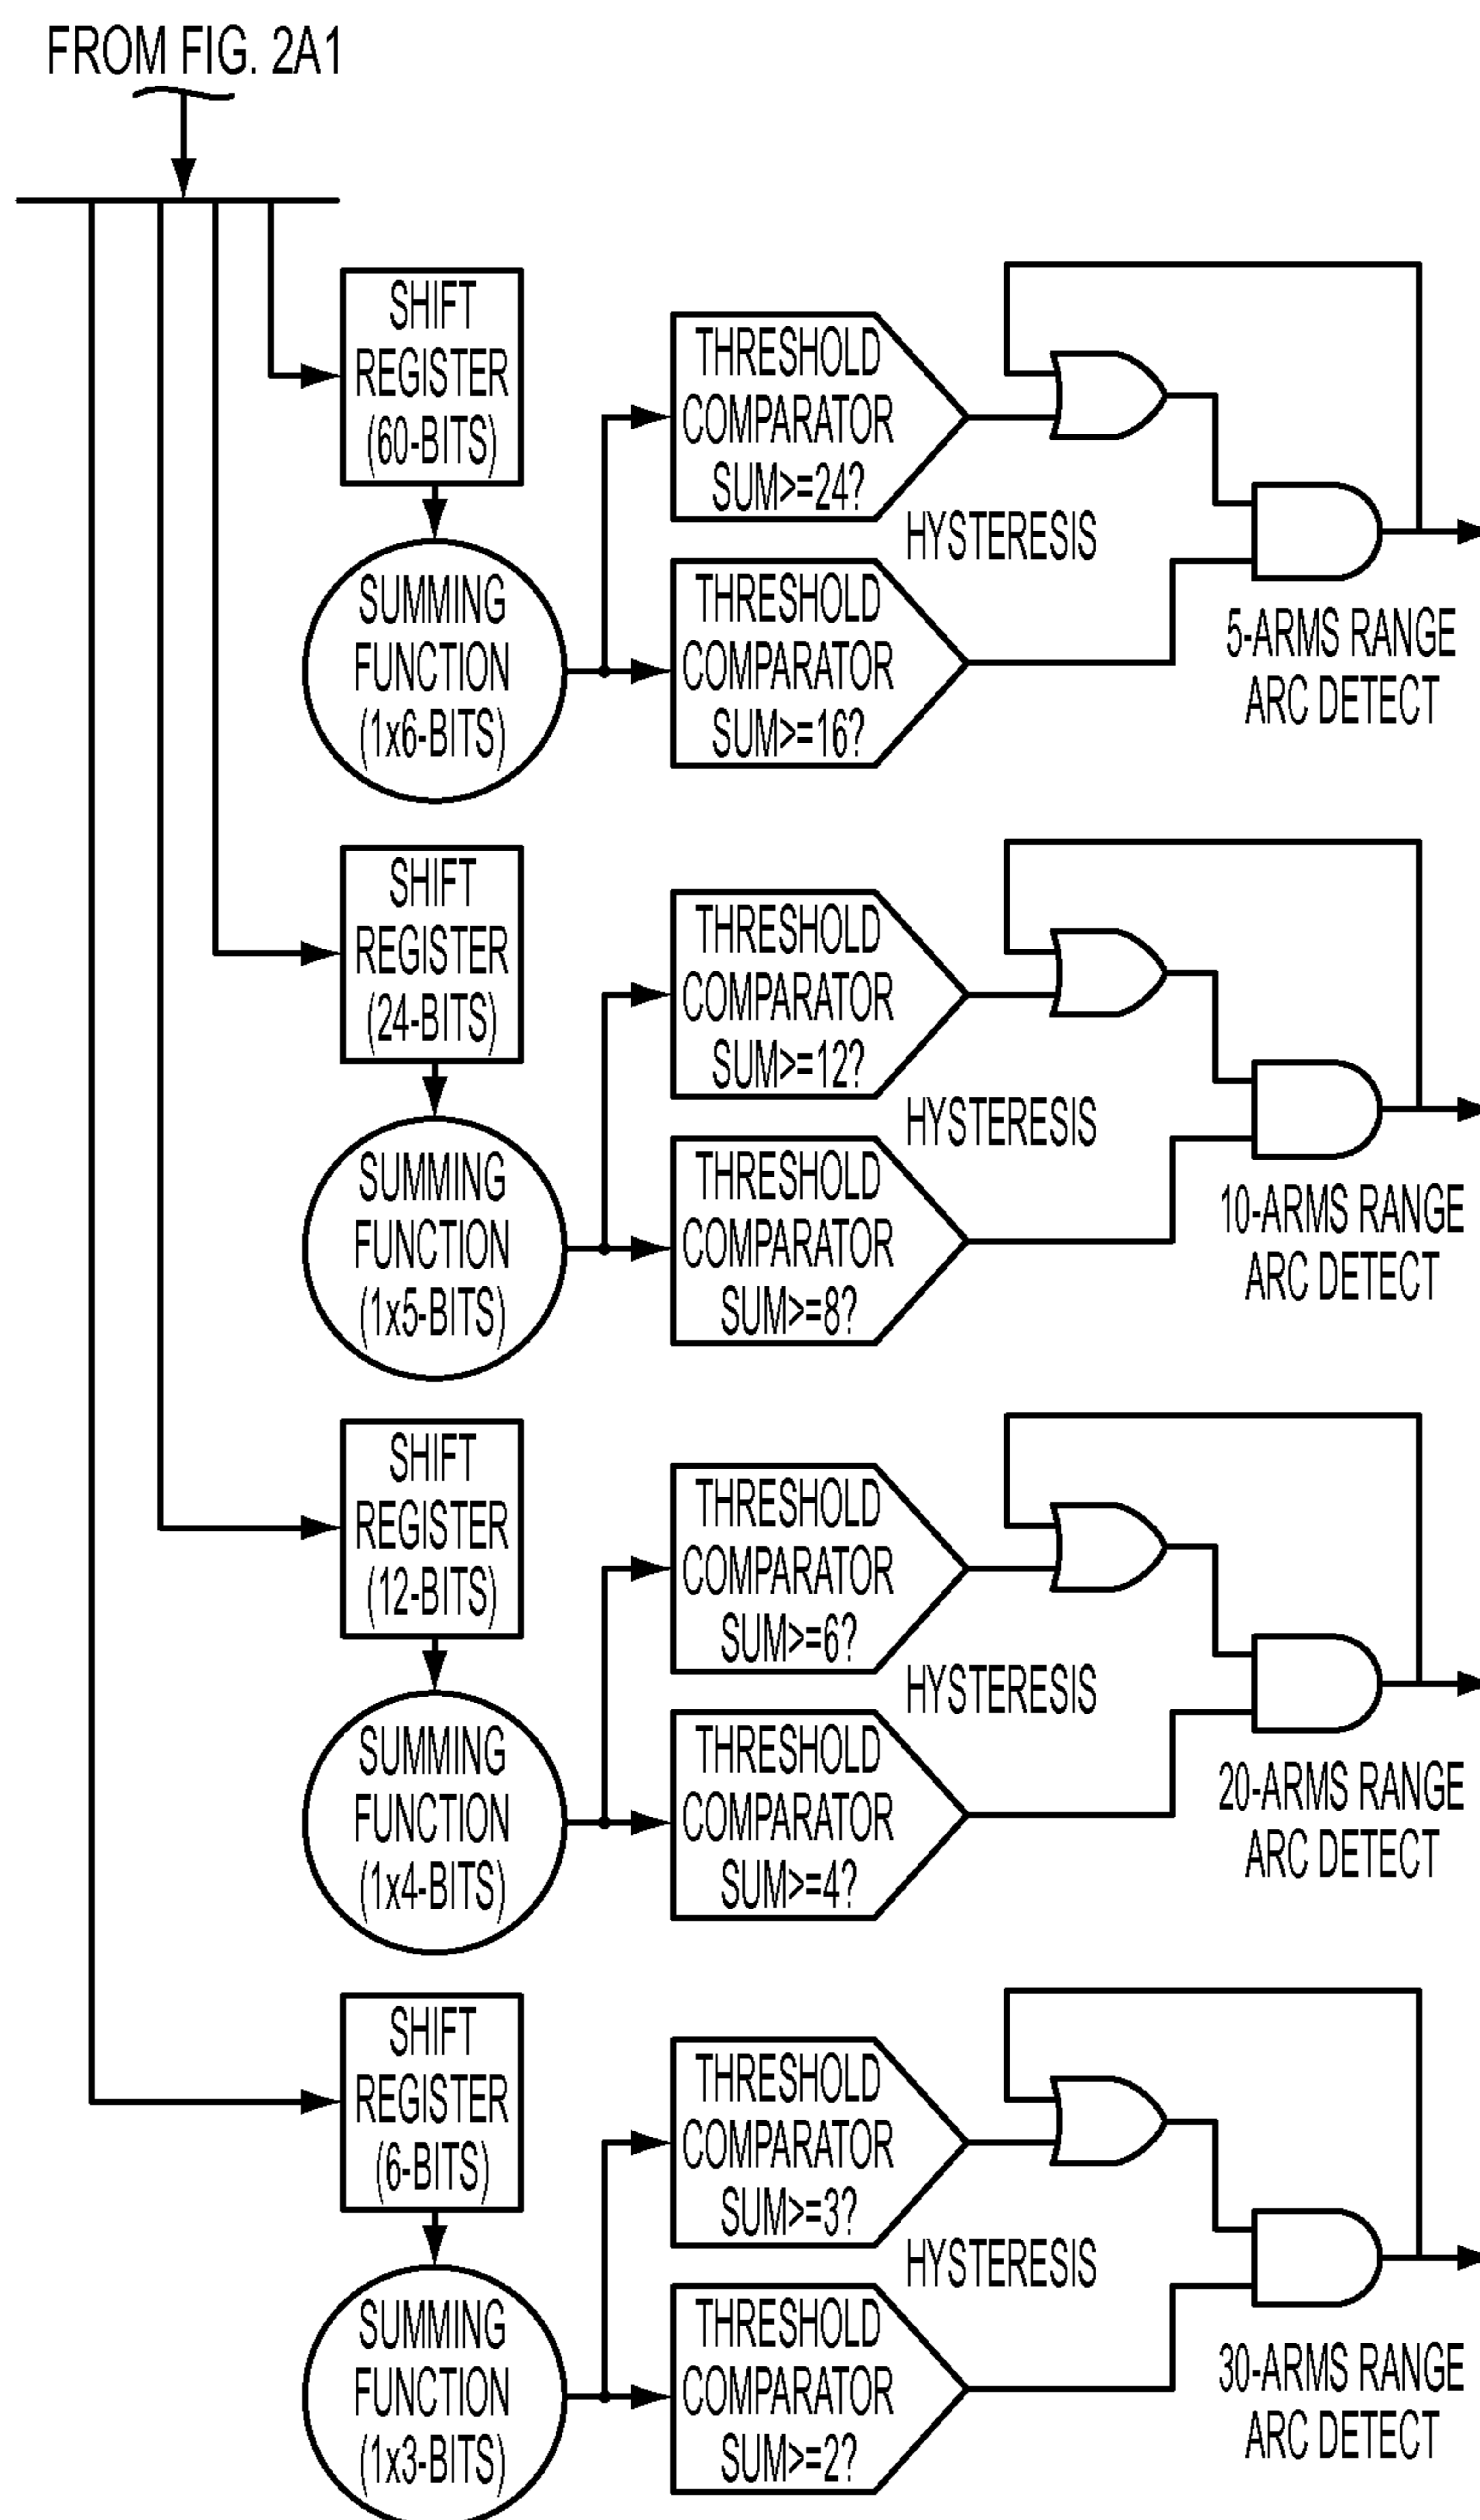 FROM FIG. 2A1
SHIFT
REGISTER
(60-BITS)
SUMMING
FUNCTION
(1x6-BITS)
THRESHOLD
COMPARATOR
SUM>=24?
HYSTERESIS
THRESHOLD
COMPARATOR
SUM>=16?
5-ARMS RANGE
ARC DETECT
SHIFT
REGISTER
(24-BITS)
SUMMING
FUNCTION
(1x5-BITS)
THRESHOLD
COMPARATOR
SUM>=12?
HYSTERESIS
THRESHOLD
COMPARATOR
SUM>=8?
10-ARMS RANGE
ARC DETECT
SHIFT
REGISTER
(12-BITS)
SUMMING
FUNCTION
(1x4-BITS)
THRESHOLD
COMPARATOR
SUM>=6?
HYSTERESIS
THRESHOLD
COMPARATOR
SUM>=4?
20-ARMS RANGE
ARC DETECT
SHIFT
REGISTER
(6-BITS)
SUMMING
FUNCTION
(1x3-BITS)
THRESHOLD
COMPARATOR
SUM>=3?
HYSTERESIS
THRESHOLD
COMPARATOR
SUM>=2?
30-ARMS RANGE
ARC DETECT